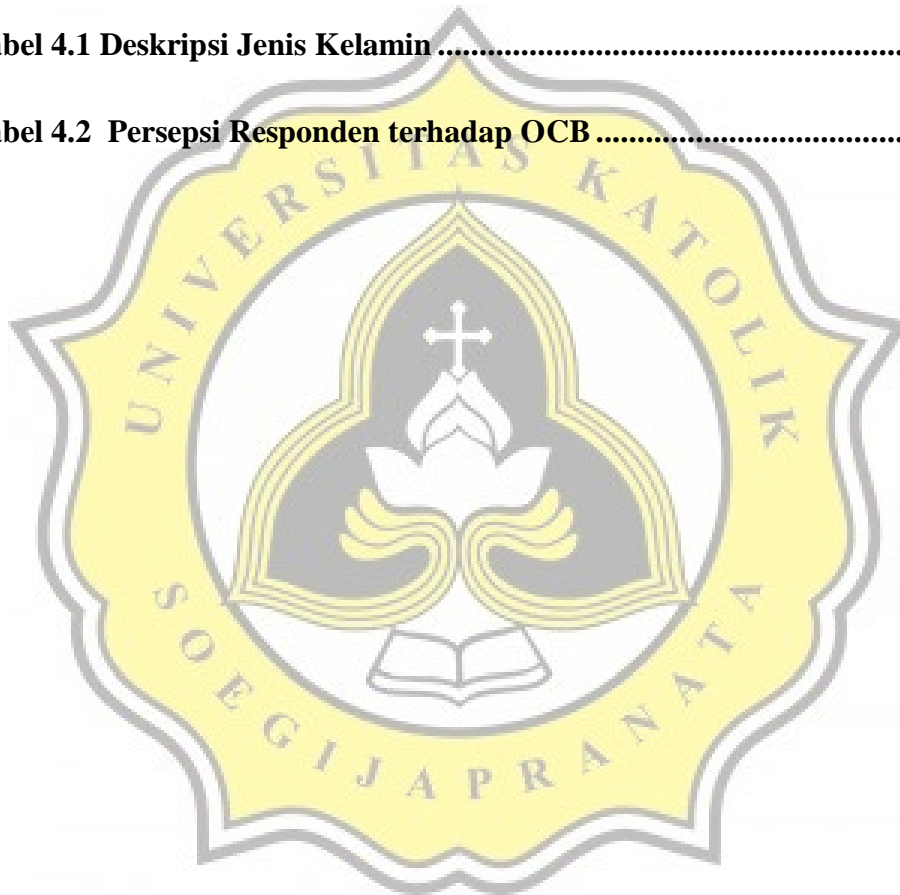 abel 4.1 Deskripsi Jenis Kelamin ........................................................
abel 4.2  Persepsi Responden terhadap OCB .....................................
UNIVERSITAS KATOLIK
SOEGIJAPRANATA